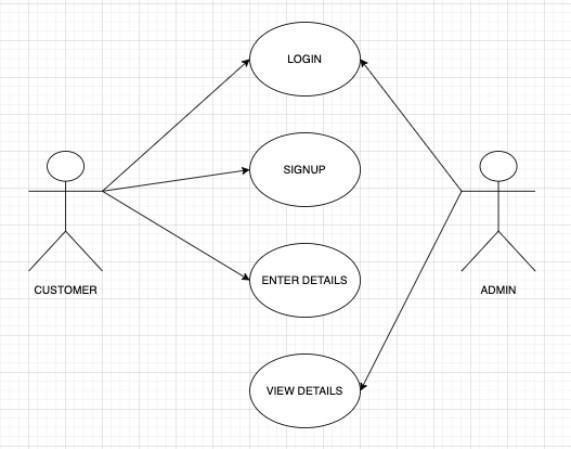 LOGIN
SIGNUP
ENTER DETAILS
CUSTOMER
ADMIN
VIEW DETAILS